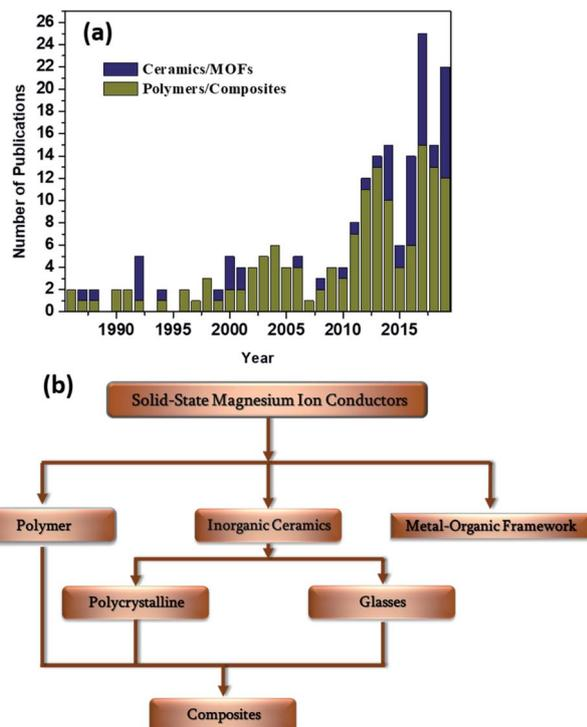 (a)
Ceramics/MOFs
Polymers/Composites
Number of Publications
26
24
22
20
18
16
14
12
10
8
6
4
2
0
1990 1995 2000 2005 2010 2015
Year
(b)
Solid-State Magnesium Ion Conductors
Polymer Inorganic Ceramics Metal-Organic Framework
Polycrystalline Glasses
Composites